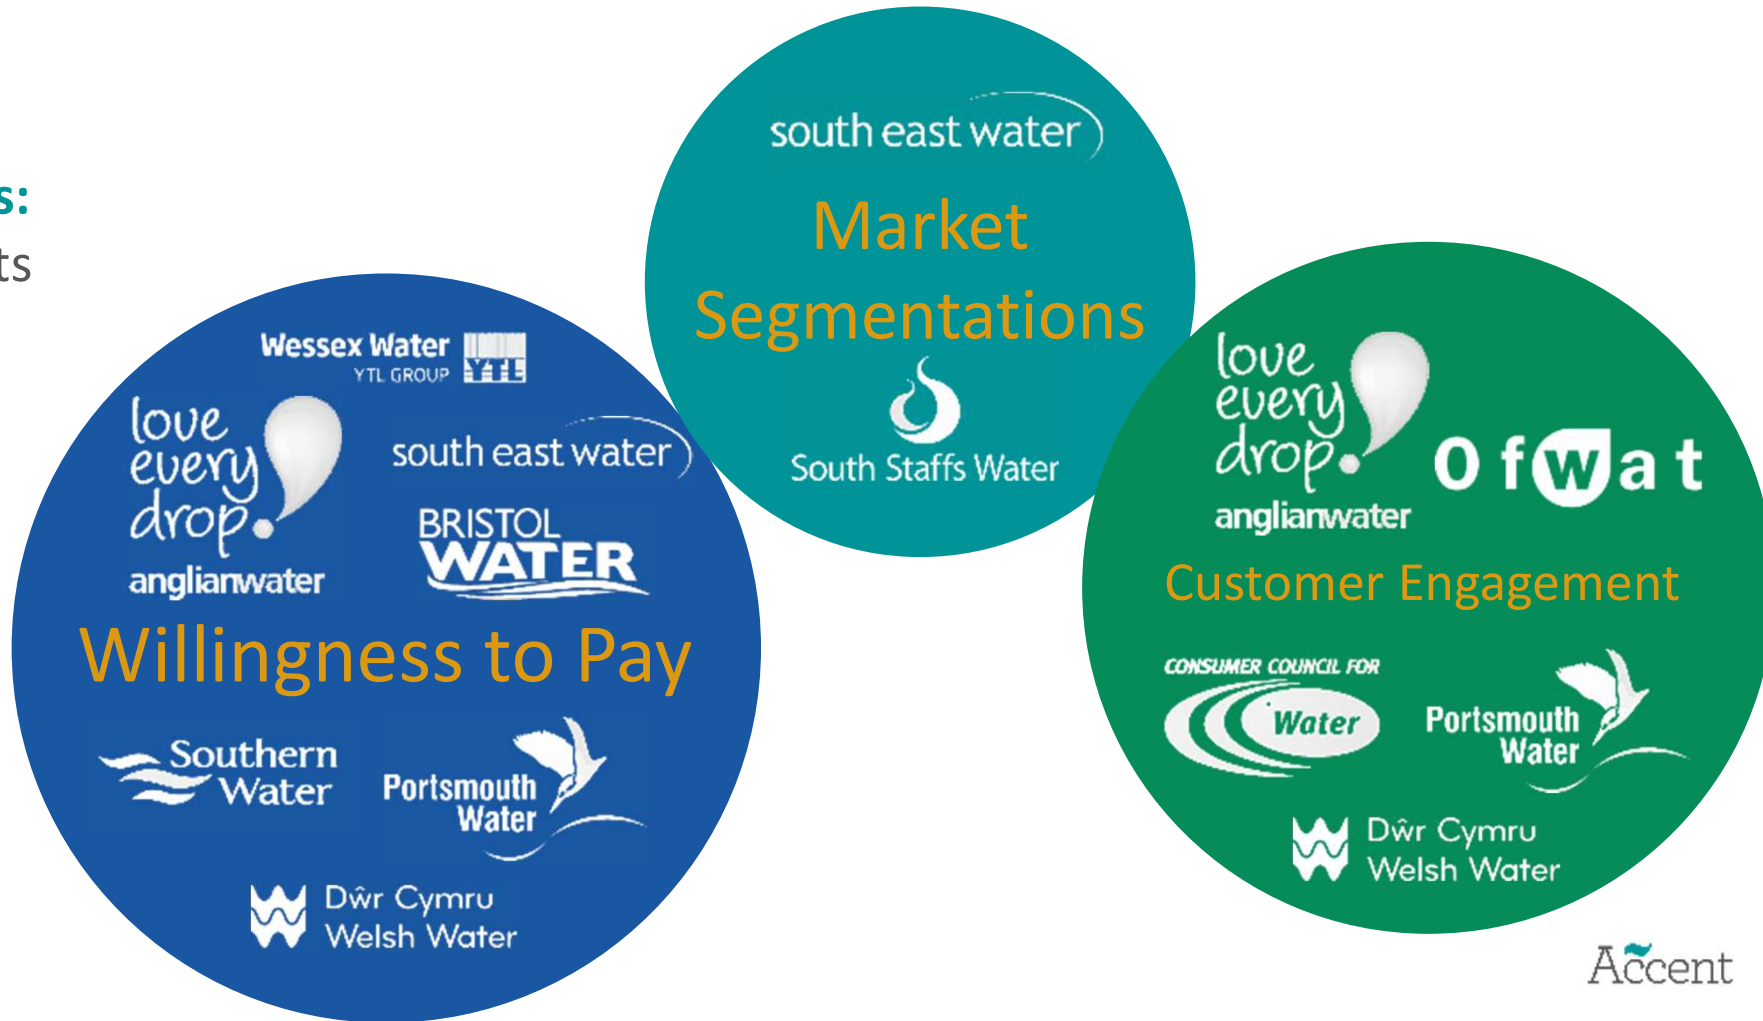 s:
ts
Wessex Water
YTL GROUP YTL
love
every
drop
anglianwater
south east water
BRISTOL
WATER
Willingness to Pay
Southern
Water
Portsmouth
Water
Dŵr Cymru
Welsh Water
south east water
Market
Segmentations
South Staffs Water
love
every
drop
anglianwater
Ofwat
Customer Engagement
CONSUMER COUNCIL FOR
Water
Portsmouth
Water
Dŵr Cymru
Welsh Water
Accent